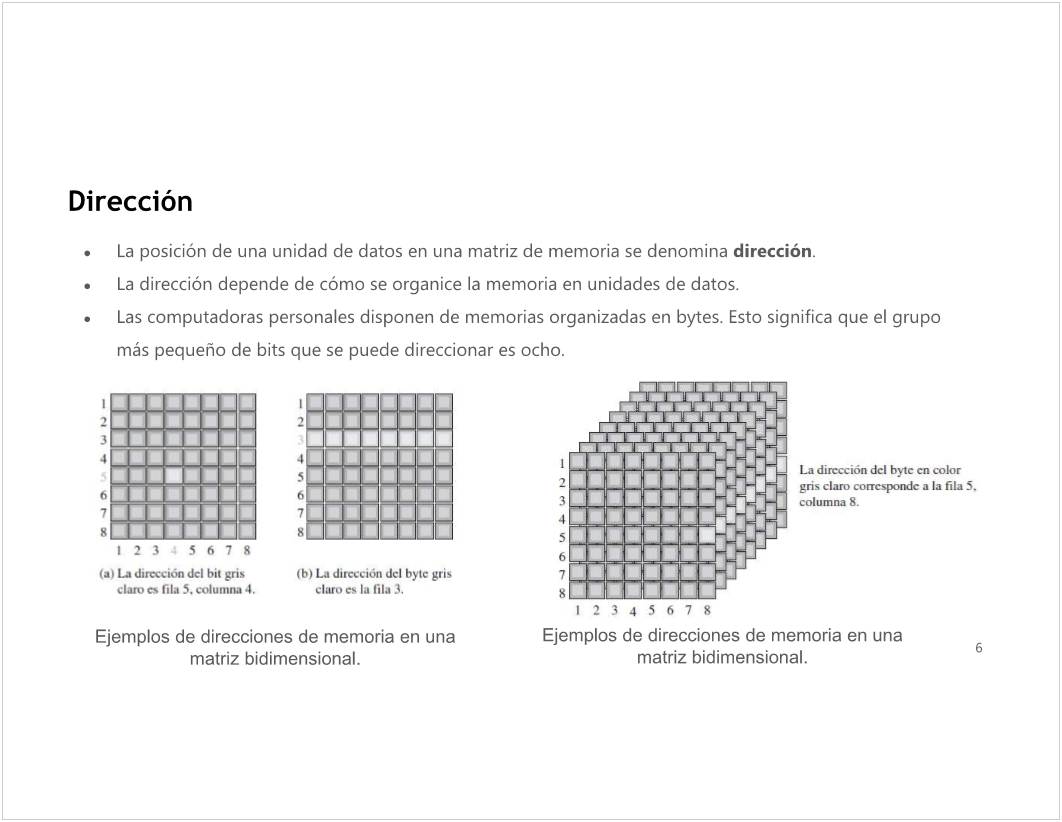 Dirección
● La posición de una unidad de datos en una matriz de memoria se denomina dirección.
● La dirección depende de cómo se organice la memoria en unidades de datos.
● Las computadoras personales disponen de memorias organizadas en bytes. Esto significa que el grupo
más pequeño de bits que se puede direccionar es ocho.
1
2
3
4
5
6
7
8
1 2 3 4 5 6 7 8
(a) La dirección del bit gris
claro es fila 5, columna 4.
1
2
3
4
5
6
7
8
(b) La dirección del byte gris
claro es la fila 3.
Ejemplos de direcciones de memoria en una
matriz bidimensional.
1
2
3
4
5
6
7
8
1 2 3 4 5 6 7 8
La dirección del byte en color
gris claro corresponde a la fila 5,
columna 8.
Ejemplos de direcciones de memoria en una
matriz bidimensional.
6